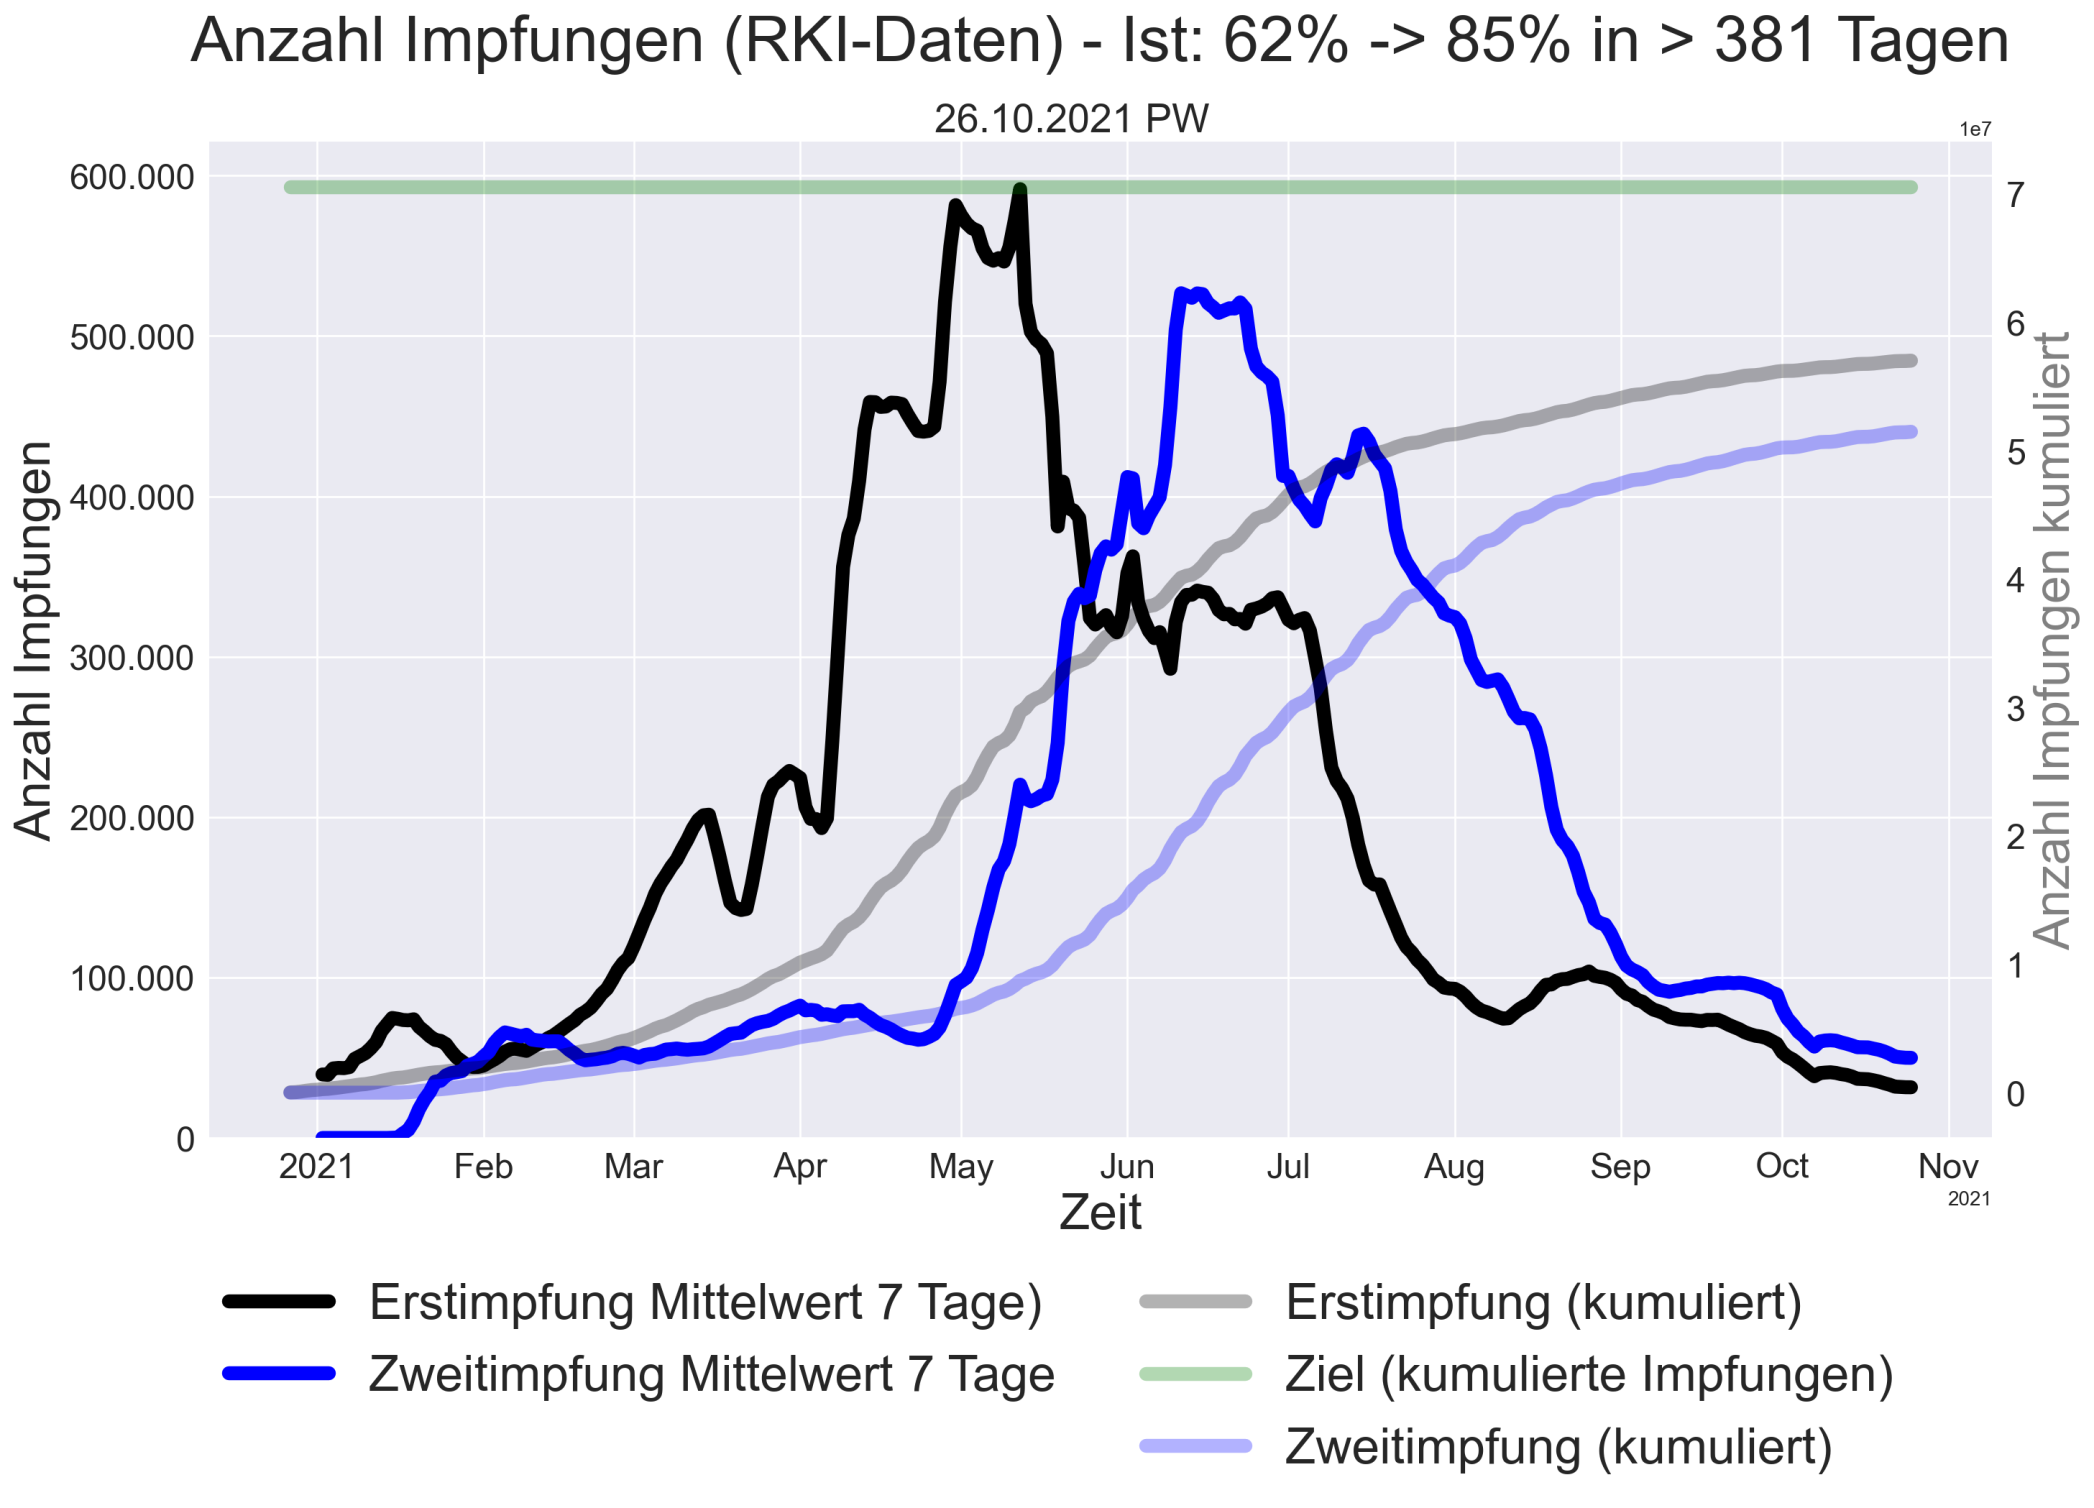 Anzahl Impfungen (RKI-Daten) - Ist: 62% -> 85% in > 381 Tagen
26.10.2021 PW
1e7
600.000
500.000
400.000
300.000
200.000
100.000
0
Anzahl Impfungen
7
6
5
4
3
2
1
0
Anzahl Impfungen kumuliert
2021 Feb Mar Apr May Jun Jul Aug Sep Oct Nov
2021
Zeit
Erstimpfung Mittelwert 7 Tage)
Zweitimpfung Mittelwert 7 Tage
Erstimpfung (kumuliert)
Ziel (kumulierte Impfungen)
Zweitimpfung (kumuliert)